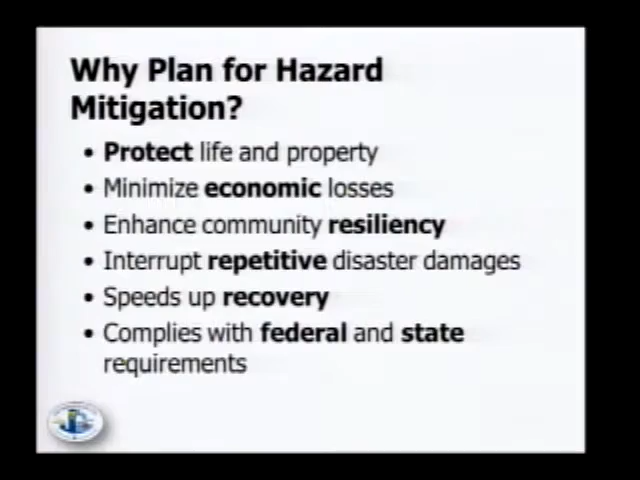 Why Plan for Hazard
Mitigation?
• Protect life and property
• Minimize economic losses
• Enhance community resiliency
• Interrupt repetitive disaster damages
• Speeds up recovery
• Complies with federal and state
requirements